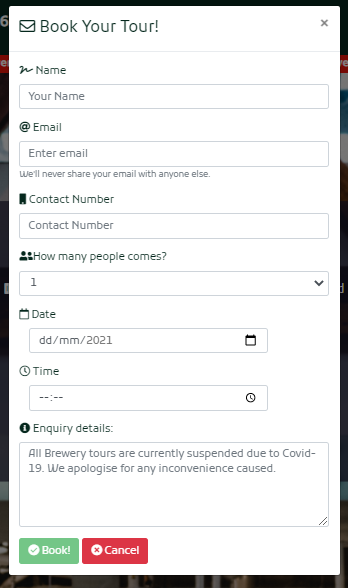 Book Your Tour!
×
Name
Your Name
Email
Enter email
We'll never share your email with anyone else.
Contact Number
Contact Number
How many people comes?
1
Date
dd/mm/2021
Time
--:--
Enquiry details:
All Brewery tours are currently suspended due to Covid-
19. We apologise for any inconvenience caused.
Book! Cancel